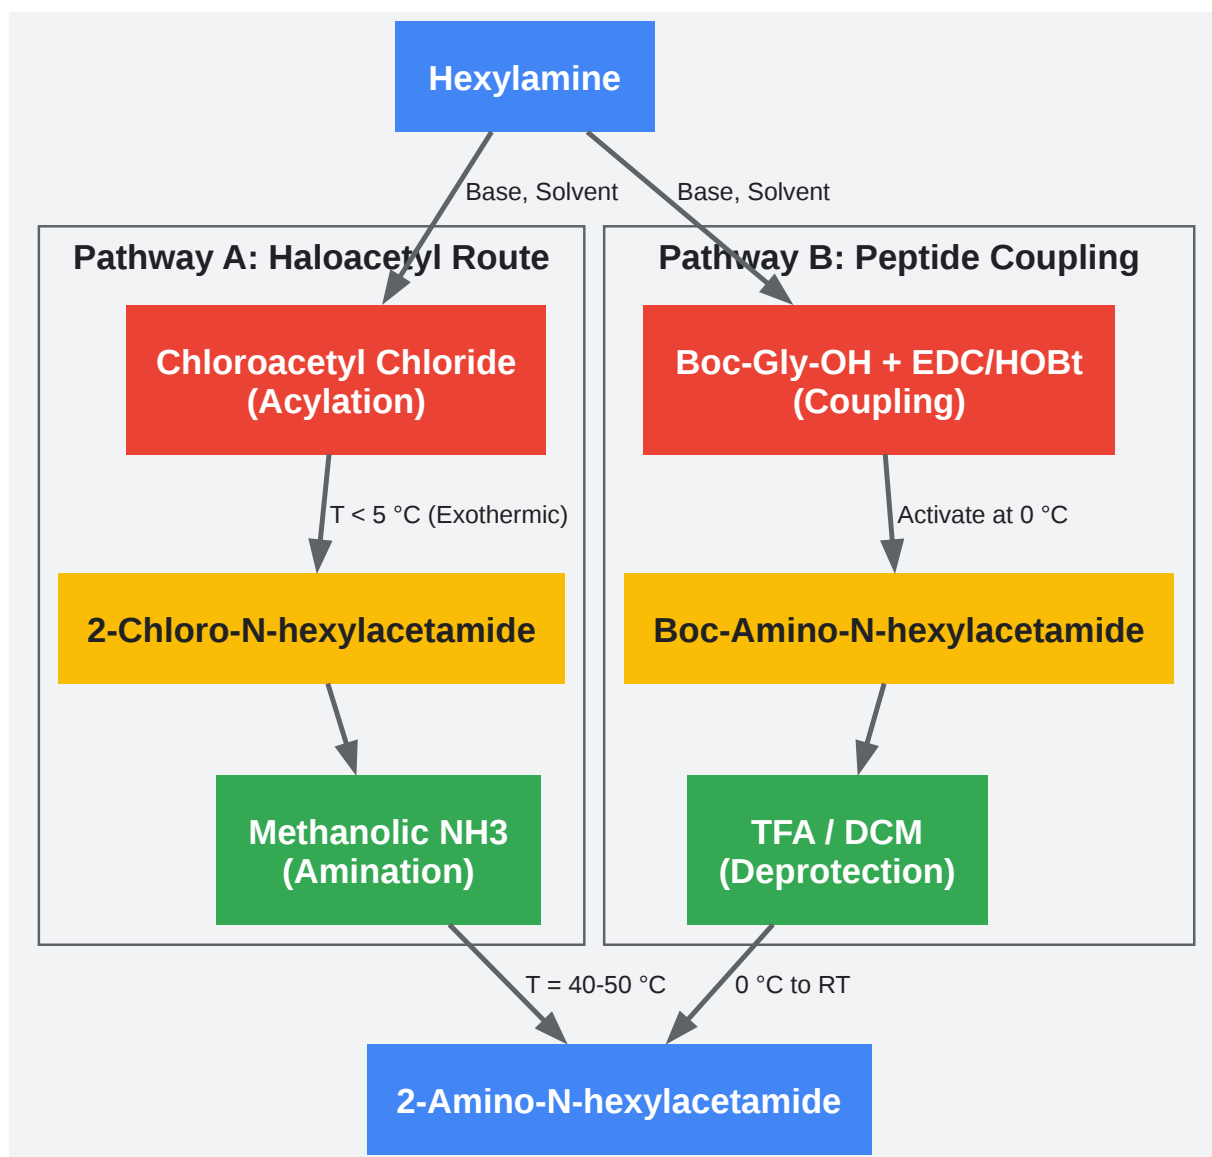 Hexylamine
Base, Solvent
Base, Solvent
Pathway A: Haloacetyl Route
Chloroacetyl Chloride
(Acylation)
T < 5 °C (Exothermic)
2-Chloro-N-hexylacetamide
Methanolic NH3
(Amination)
T = 40-50 °C
Pathway B: Peptide Coupling
Boc-Gly-OH + EDC/HOBt
(Coupling)
Activate at 0 °C
Boc-Amino-N-hexylacetamide
TFA / DCM
(Deprotection)
0 °C to RT
2-Amino-N-hexylacetamide